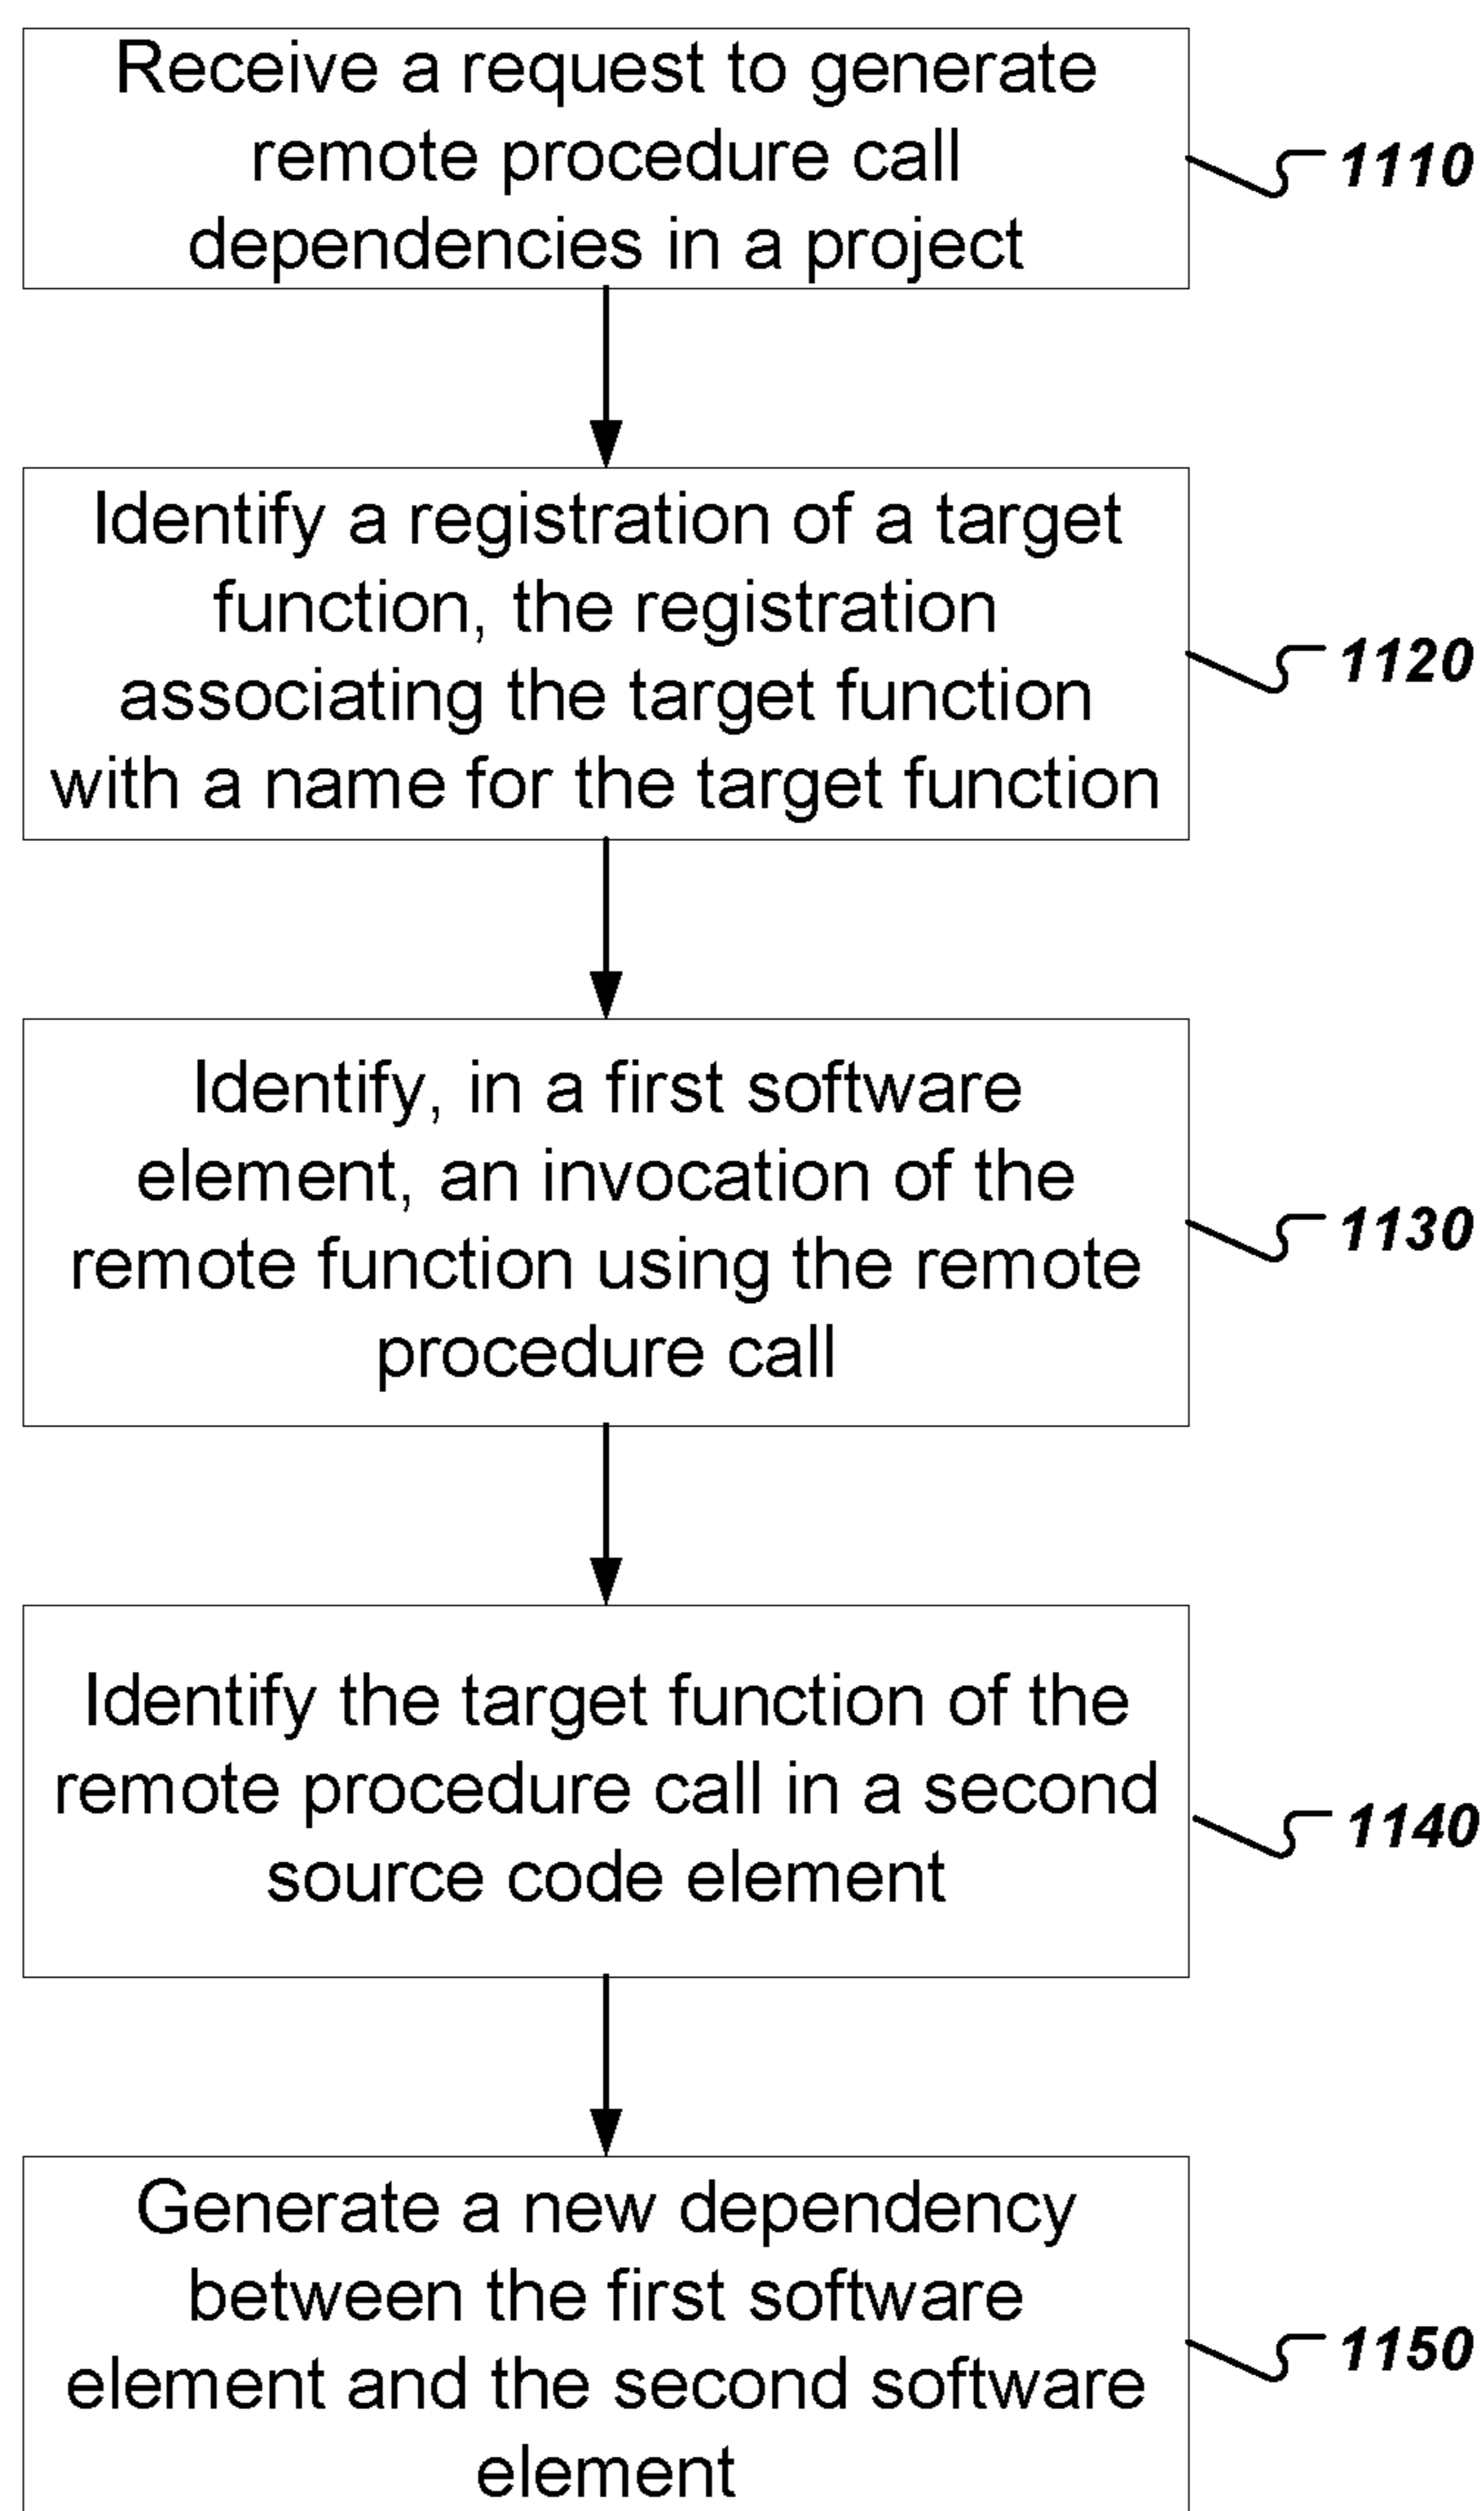 Receive a request to generate
remote procedure call
dependencies in a project
1110
Identify a registration of a target
function, the registration
associating the target function
with a name for the target function
1120
Identify, in a first software
element, an invocation of the
remote function using the remote
procedure call
1130
Identify the target function of the
remote procedure call in a second
source code element
1140
Generate a new dependency
between the first software
element and the second software
element
1150